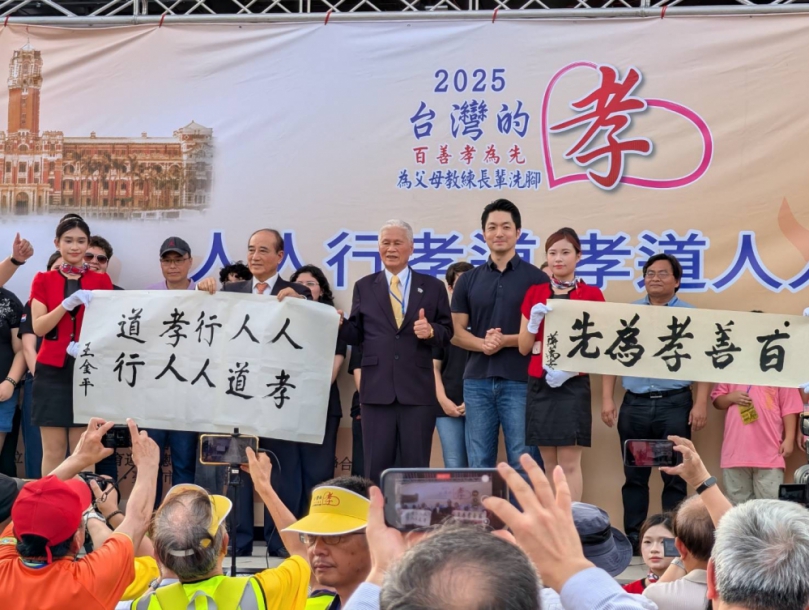 2025
台灣的
孝
百善孝為先
為父母教練長輩洗腳
人人行孝道 孝道人人
人人行孝道
孝道人人行
王金平
百善孝為先
孝